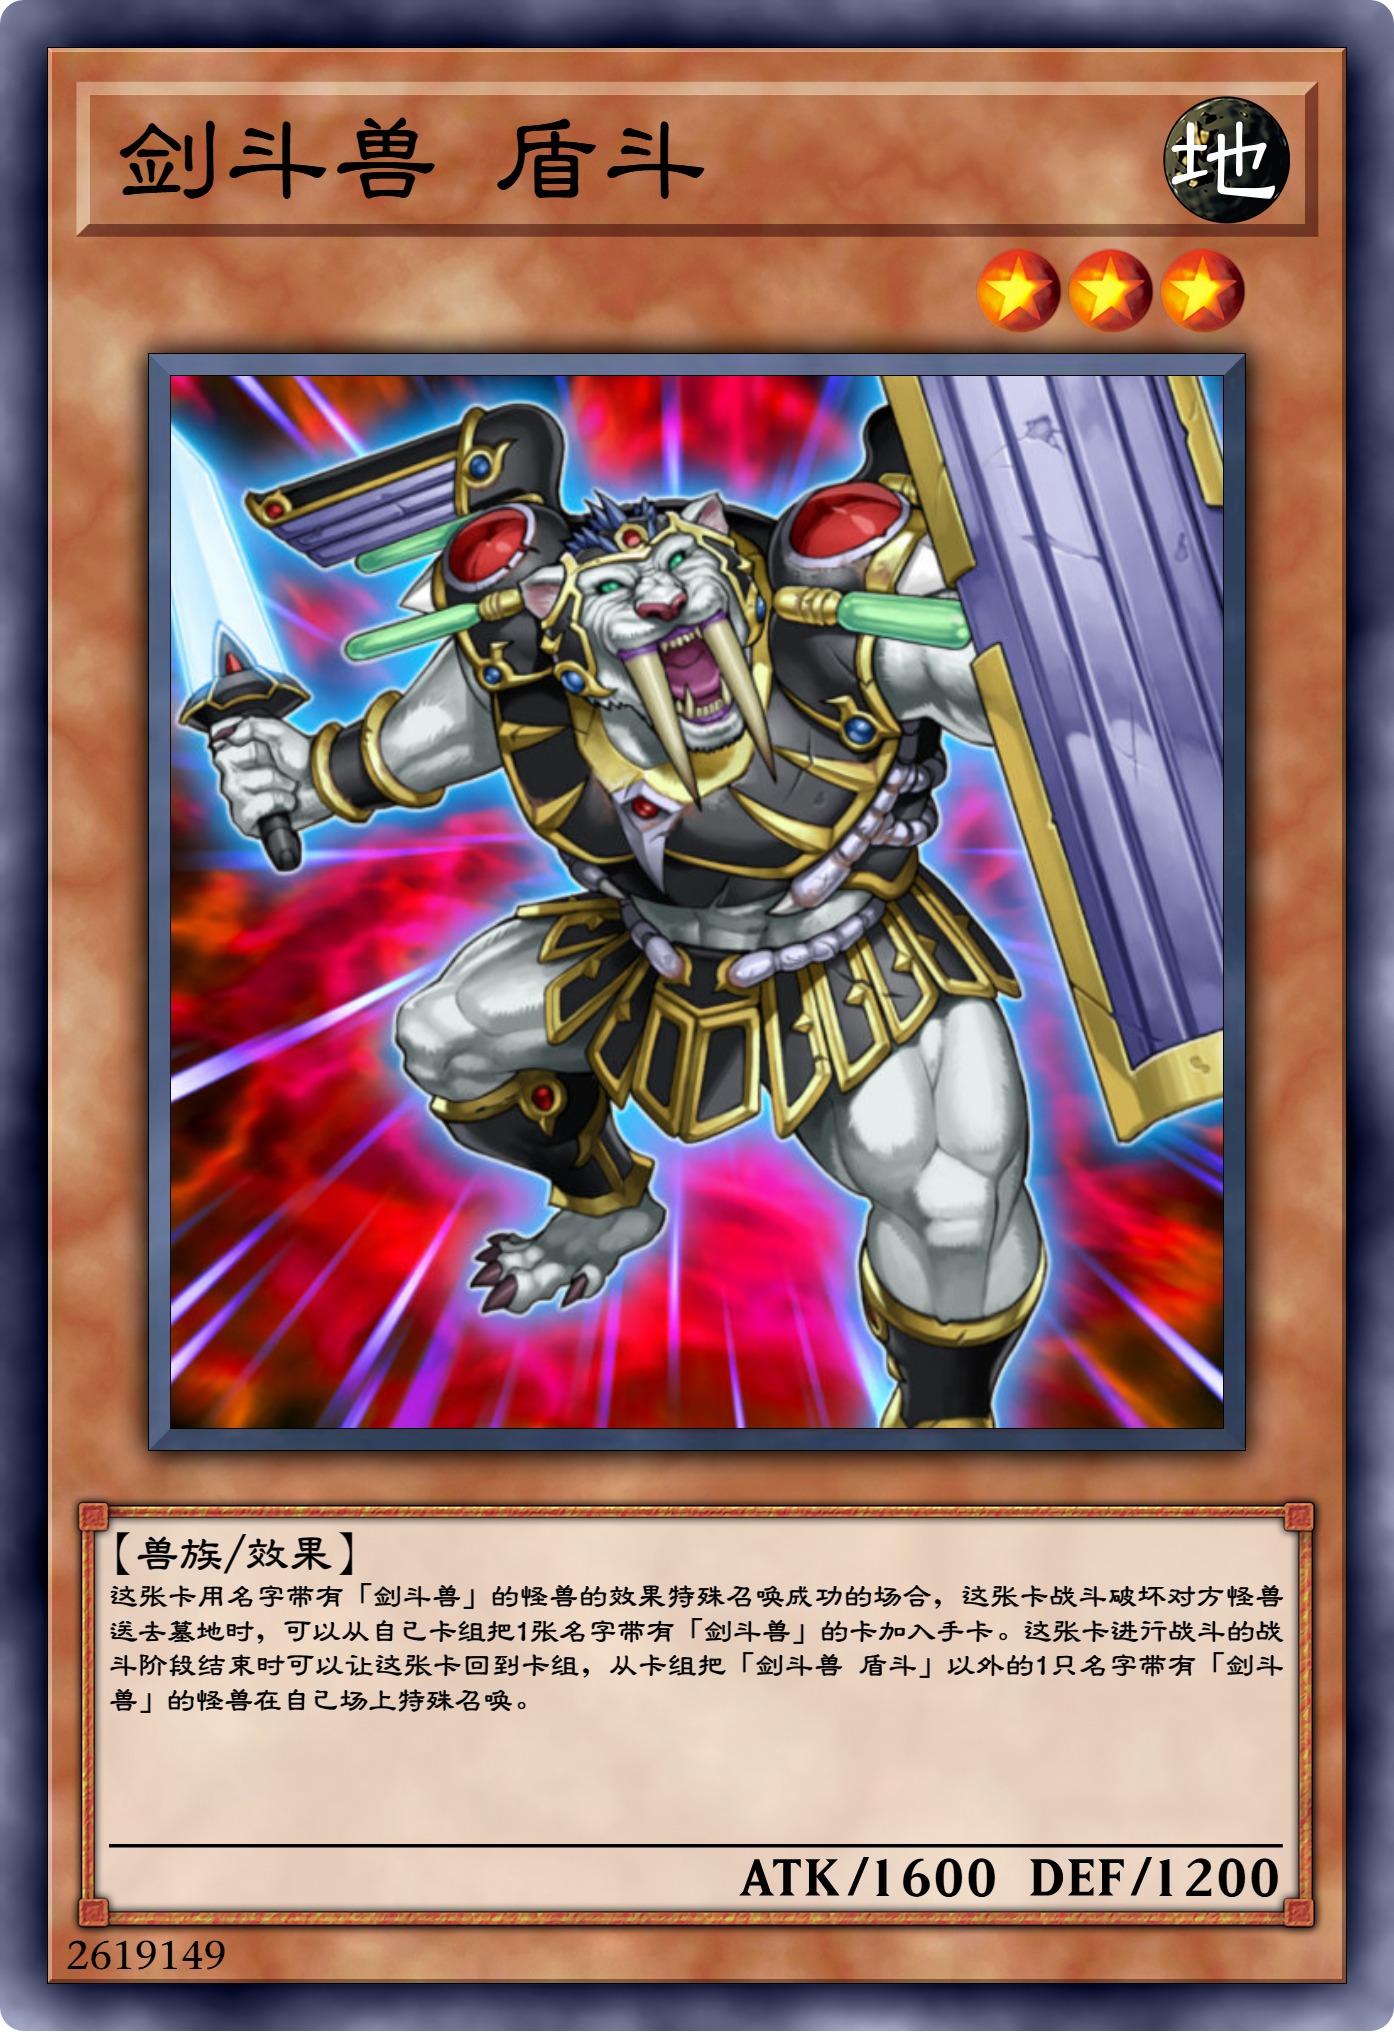 剑斗兽 盾斗
地
【兽族/效果】
这张卡用名字带有「剑斗兽」的怪兽的效果特殊召唤成功的场合，这张卡战斗破坏对方怪兽
送去墓地时，可以从自己卡组把1张名字带有「剑斗兽」的卡加入手卡。这张卡进行战斗的战
斗阶段结束时可以让这张卡回到卡组，从卡组把「剑斗兽 盾斗」以外的1只名字带有「剑斗
兽」的怪兽在自己场上特殊召唤。
ATK/1600 DEF/1200
2619149